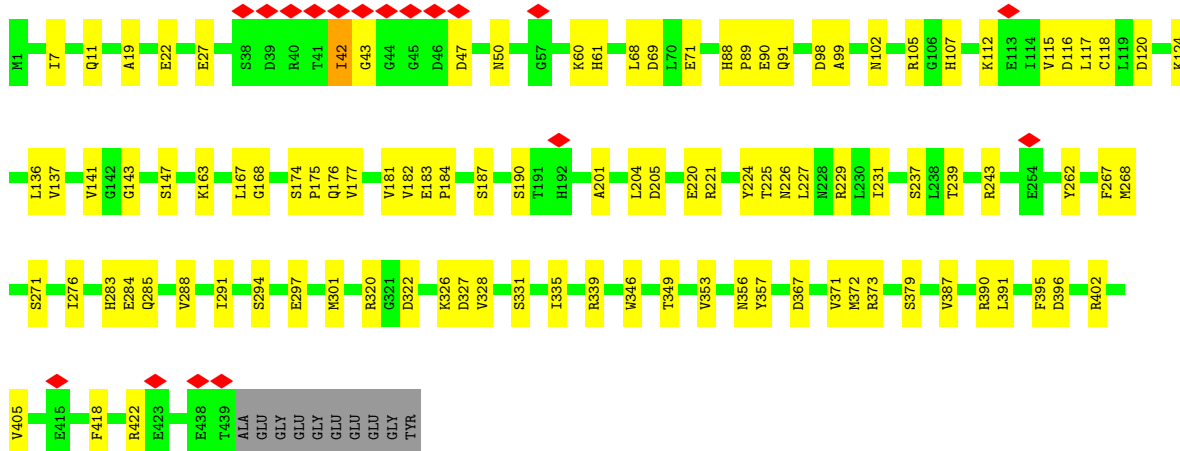 M1 I7 Q11 A19 E22 E27 S38 D39 R40 T41 I42 G43 G44 G45 D46 D47 N50 G57 K60 H61 L68 D69 L70 E71 H88 P89 E90 Q91 D98 A99 N102 R105 G106 H107 K112 E113 I114 V115 D116 L117 C118 L119 D120 K124
L136 V137 V141 G142 G143 S147 K163 L167 G168 S174 P175 Q176 V177 V181 V182 E183 P184 S187 S190 T191 H192 A201 L204 D205 E220 R221 Y224 T225 N226 L227 N228 R229 L230 I231 S237 L238 T239 R243 E254 Y262 F267 M268
S271 I276 H283 E284 Q285 V288 I291 S294 E297 M301 R320 G321 D322 K326 D327 V328 S331 I335 R339 W346 T349 V353 N356 Y357 D367 V371 M372 R373 S379 V387 R390 L391 F395 D396 R402
V405 E415 F418 R422 E423 E438 T439 ALA GLU GLY GLU GLY GLU GLU GLU GLY TYR